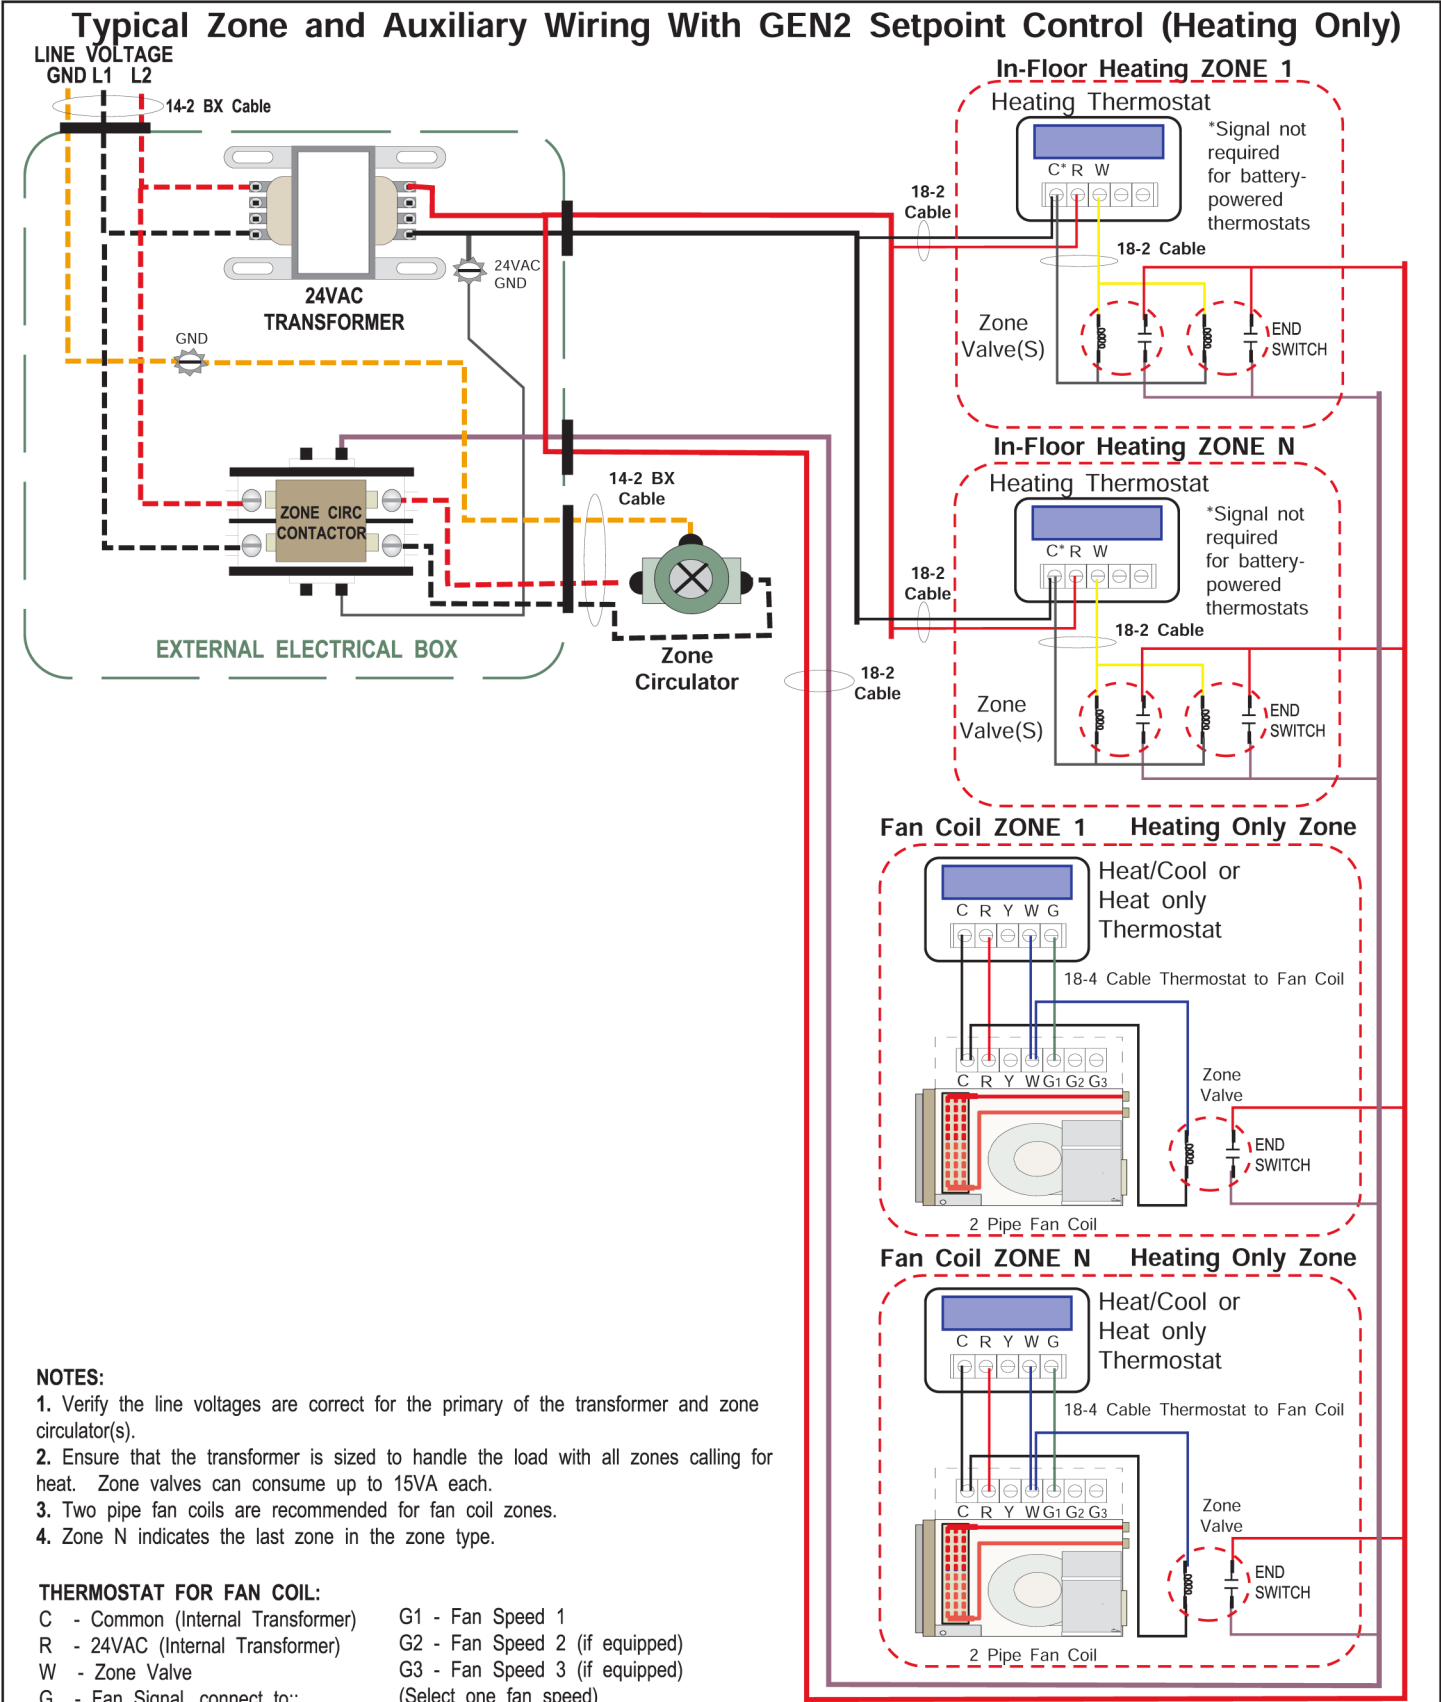 Typical Zone and Auxiliary Wiring With GEN2 Setpoint Control (Heating Only)
LINE VOLTAGE
GND L1 L2
14-2 BX Cable
24VAC
TRANSFORMER
24VAC
GND
GND
ZONE CIRC
CONTACTOR
EXTERNAL ELECTRICAL BOX
14-2 BX
Cable
Zone
Circulator
18-2
Cable
18-2
Cable
18-2
Cable
In-Floor Heating ZONE 1
Heating Thermostat
C* R W
*Signal not
required
for battery-
powered
thermostats
18-2 Cable
Zone
Valve(S)
END
SWITCH
In-Floor Heating ZONE N
Heating Thermostat
C* R W
*Signal not
required
for battery-
powered
thermostats
18-2 Cable
Zone
Valve(S)
END
SWITCH
Fan Coil ZONE 1 Heating Only Zone
Heat/Cool or
Heat only
Thermostat
C R Y W G
18-4 Cable Thermostat to Fan Coil
C R Y W G1 G2 G3
Zone
Valve
END
SWITCH
2 Pipe Fan Coil
Fan Coil ZONE N Heating Only Zone
Heat/Cool or
Heat only
Thermostat
C R Y W G
18-4 Cable Thermostat to Fan Coil
C R Y W G1 G2 G3
Zone
Valve
END
SWITCH
2 Pipe Fan Coil
NOTES:
1. Verify the line voltages are correct for the primary of the transformer and zone
circulator(s).
2. Ensure that the transformer is sized to handle the load with all zones calling for
heat. Zone valves can consume up to 15VA each.
3. Two pipe fan coils are recommended for fan coil zones.
4. Zone N indicates the last zone in the zone type.
THERMOSTAT FOR FAN COIL:
C - Common (Internal Transformer)
R - 24VAC (Internal Transformer)
W - Zone Valve
G - Fan Signal, connect to::
G1 - Fan Speed 1
G2 - Fan Speed 2 (if equipped)
G3 - Fan Speed 3 (if equipped)
(Select one fan speed)